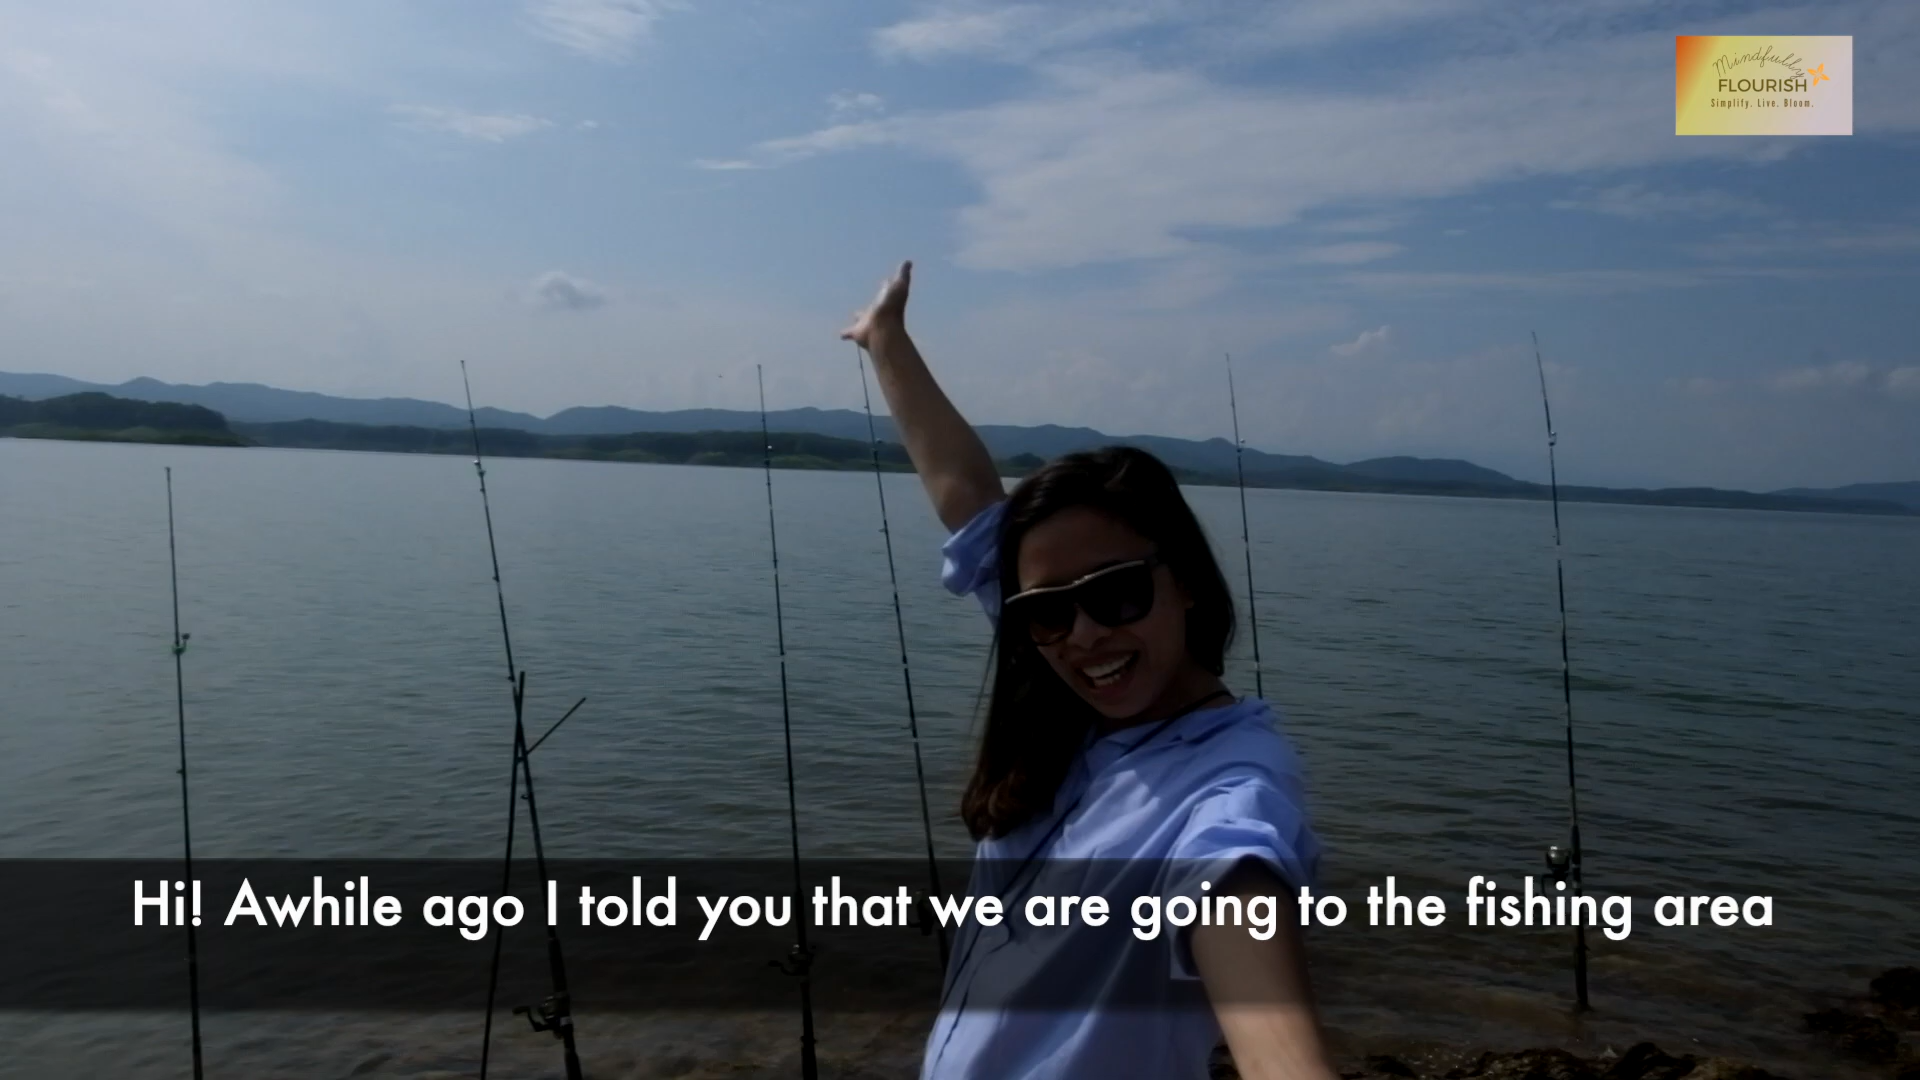 Mindfully
FLOURISH
Simplify. Live. Bloom.
Hi! Awhile ago I told you that we are going to the fishing area